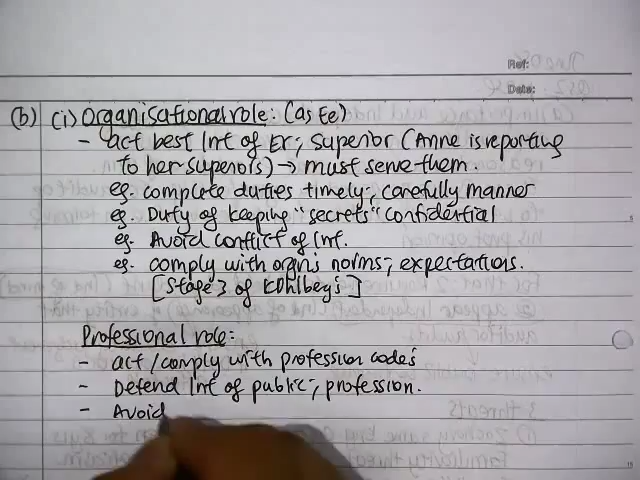 Ref:
Date:
(b) (i) Organisational role: (as Ee)
- act best Int of Er, superior (Anne is reporting
to her superiors) → must serve them.
eg. complete duties timely, carefully manner
eg. Duty of keeping "secrets" confidential
eg. Avoid conflict of Int.
eg. comply with orgn's norms, expectations.
[Stage 3 of Kohlberg's]
Professional role:
- act/comply with profession codes
- Defend Int of public, profession.
- Avoid